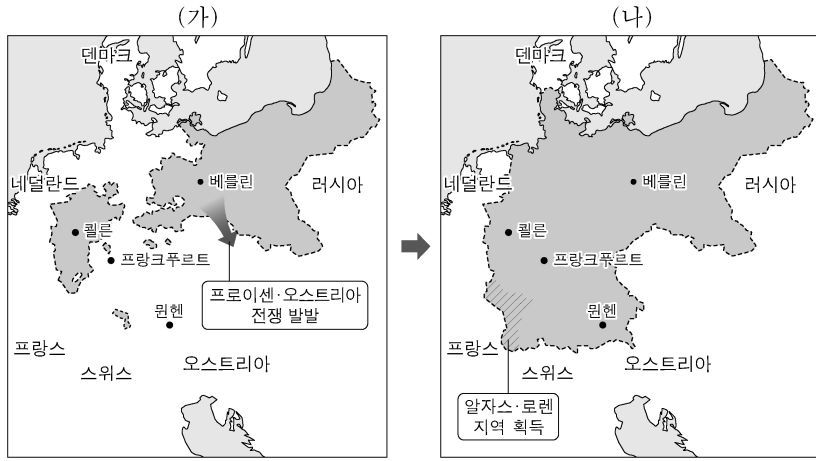 (가)
덴마크
네덜란드
베를린
러시아
쾰른
프랑크푸르트
프로이센·오스트리아
전쟁 발발
뮌헨
프랑스
스위스
오스트리아
(나)
덴마크
네덜란드
베를린
러시아
쾰른
프랑크푸르트
뮌헨
프랑스
스위스
오스트리아
알자스·로렌
지역 획득